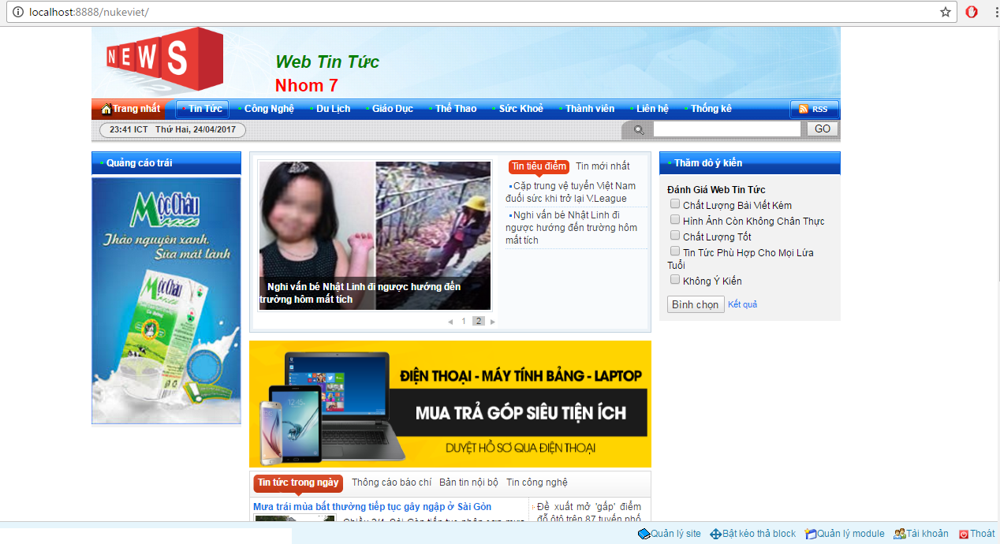 localhost:8888/nukeviet/
NEWS
Web Tin Tức
Nhom 7
Trang nhất Tin Tức Công Nghệ Du Lịch Giáo Dục Thể Thao Sức Khoẻ Thành viên Liên hệ Thống kê RSS
23:41 ICT Thứ Hai, 24/04/2017
GO
Quảng cáo trái
Mộc Châu
Milk
Thảo nguyên xanh,
Sữa mát lành
Mộc Châu
Milk
Tin tiêu điểm Tin mới nhất
Cặp trung vệ tuyển Việt Nam
đuối sức khi trở lại V.League
Nghi vấn bé Nhật Linh đi
ngược hướng đến trường hôm
mất tích
Nghi vấn bé Nhật Linh đi ngược hướng đến
trường hôm mất tích
1 2
Thăm dò ý kiến
Đánh Giá Web Tin Tức
Chất Lượng Bài Viết Kém
Hình Ảnh Còn Không Chân Thực
Chất Lượng Tốt
Tin Tức Phù Hợp Cho Mọi Lứa
Tuổi
Không Ý Kiến
Bình chọn Kết quả
12:45
ĐIỆN THOẠI - MÁY TÍNH BẢNG - LAPTOP
MUA TRẢ GÓP SIÊU TIỆN ÍCH
DUYỆT HỒ SƠ QUA ĐIỆN THOẠI
Tin tức trong ngày Thông cáo báo chí Bản tin nội bộ Tin công nghệ
Mưa trái mùa bất thường tiếp tục gây ngập ở Sài Gòn
Đề xuất mở 'gấp' điểm
đỗ ôtô trên 87 tuyến phố
Quản lý site Bật kéo thả block Quản lý module Tài khoản Thoát